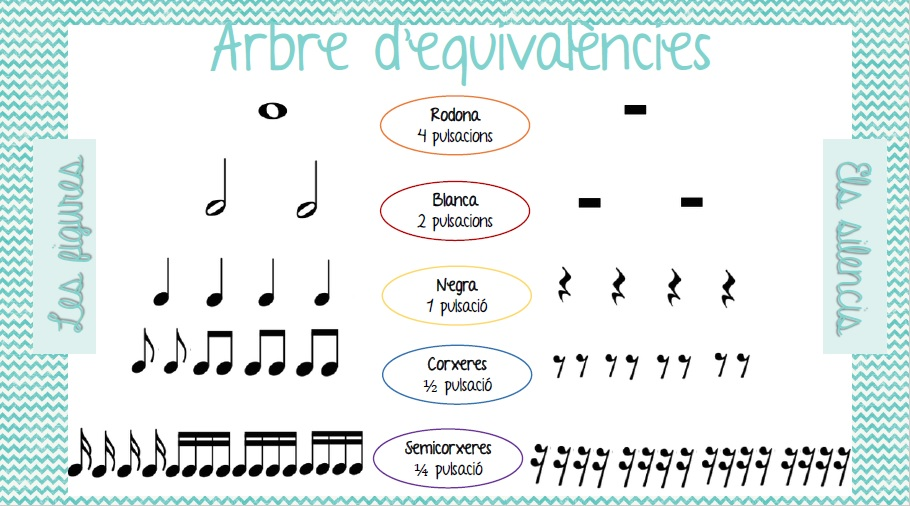 Arbre d'equivalències
Les figures
Els silencis
Rodona
4 pulsacions
Blanca
2 pulsacions
Negra
1 pulsació
Corxeres
½ pulsació
Semicorxeres
¼ pulsació